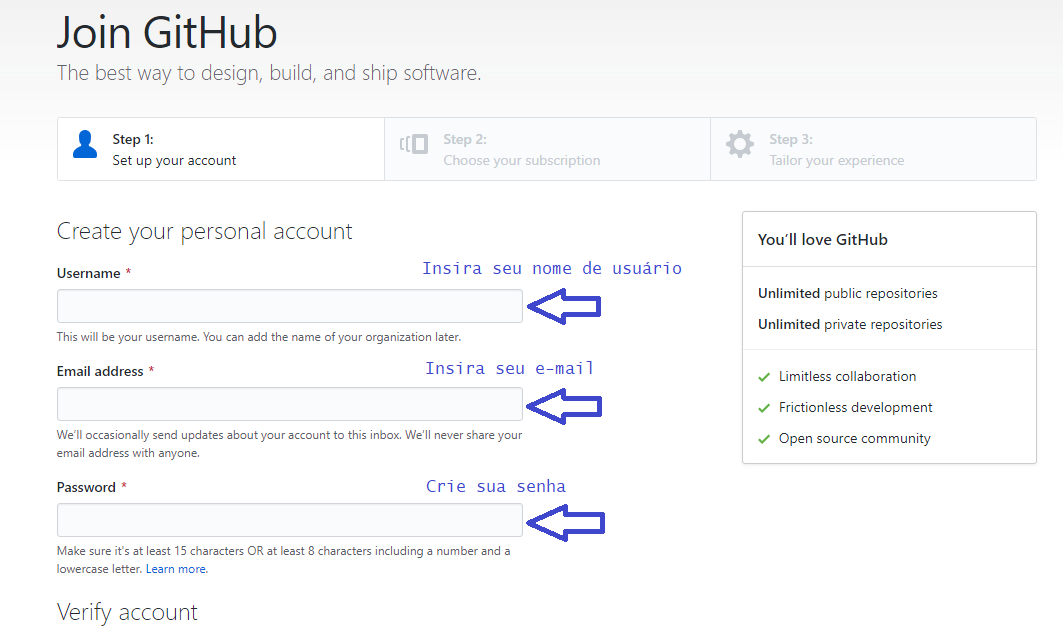 Join GitHub
The best way to design, build, and ship software.
Step 1:
Set up your account
Step 2:
Choose your subscription
Step 3:
Tailor your experience
Create your personal account
Username *
Insira seu nome de usuário
This will be your username. You can add the name of your organization later.
Email address *
Insira seu e-mail
We'll occasionally send updates about your account to this inbox. We'll never share your
email address with anyone.
Password *
Crie sua senha
Make sure it's at least 15 characters OR at least 8 characters including a number and a
lowercase letter. Learn more.
Verify account
You'll love GitHub
Unlimited public repositories
Unlimited private repositories
Limitless collaboration
Frictionless development
Open source community